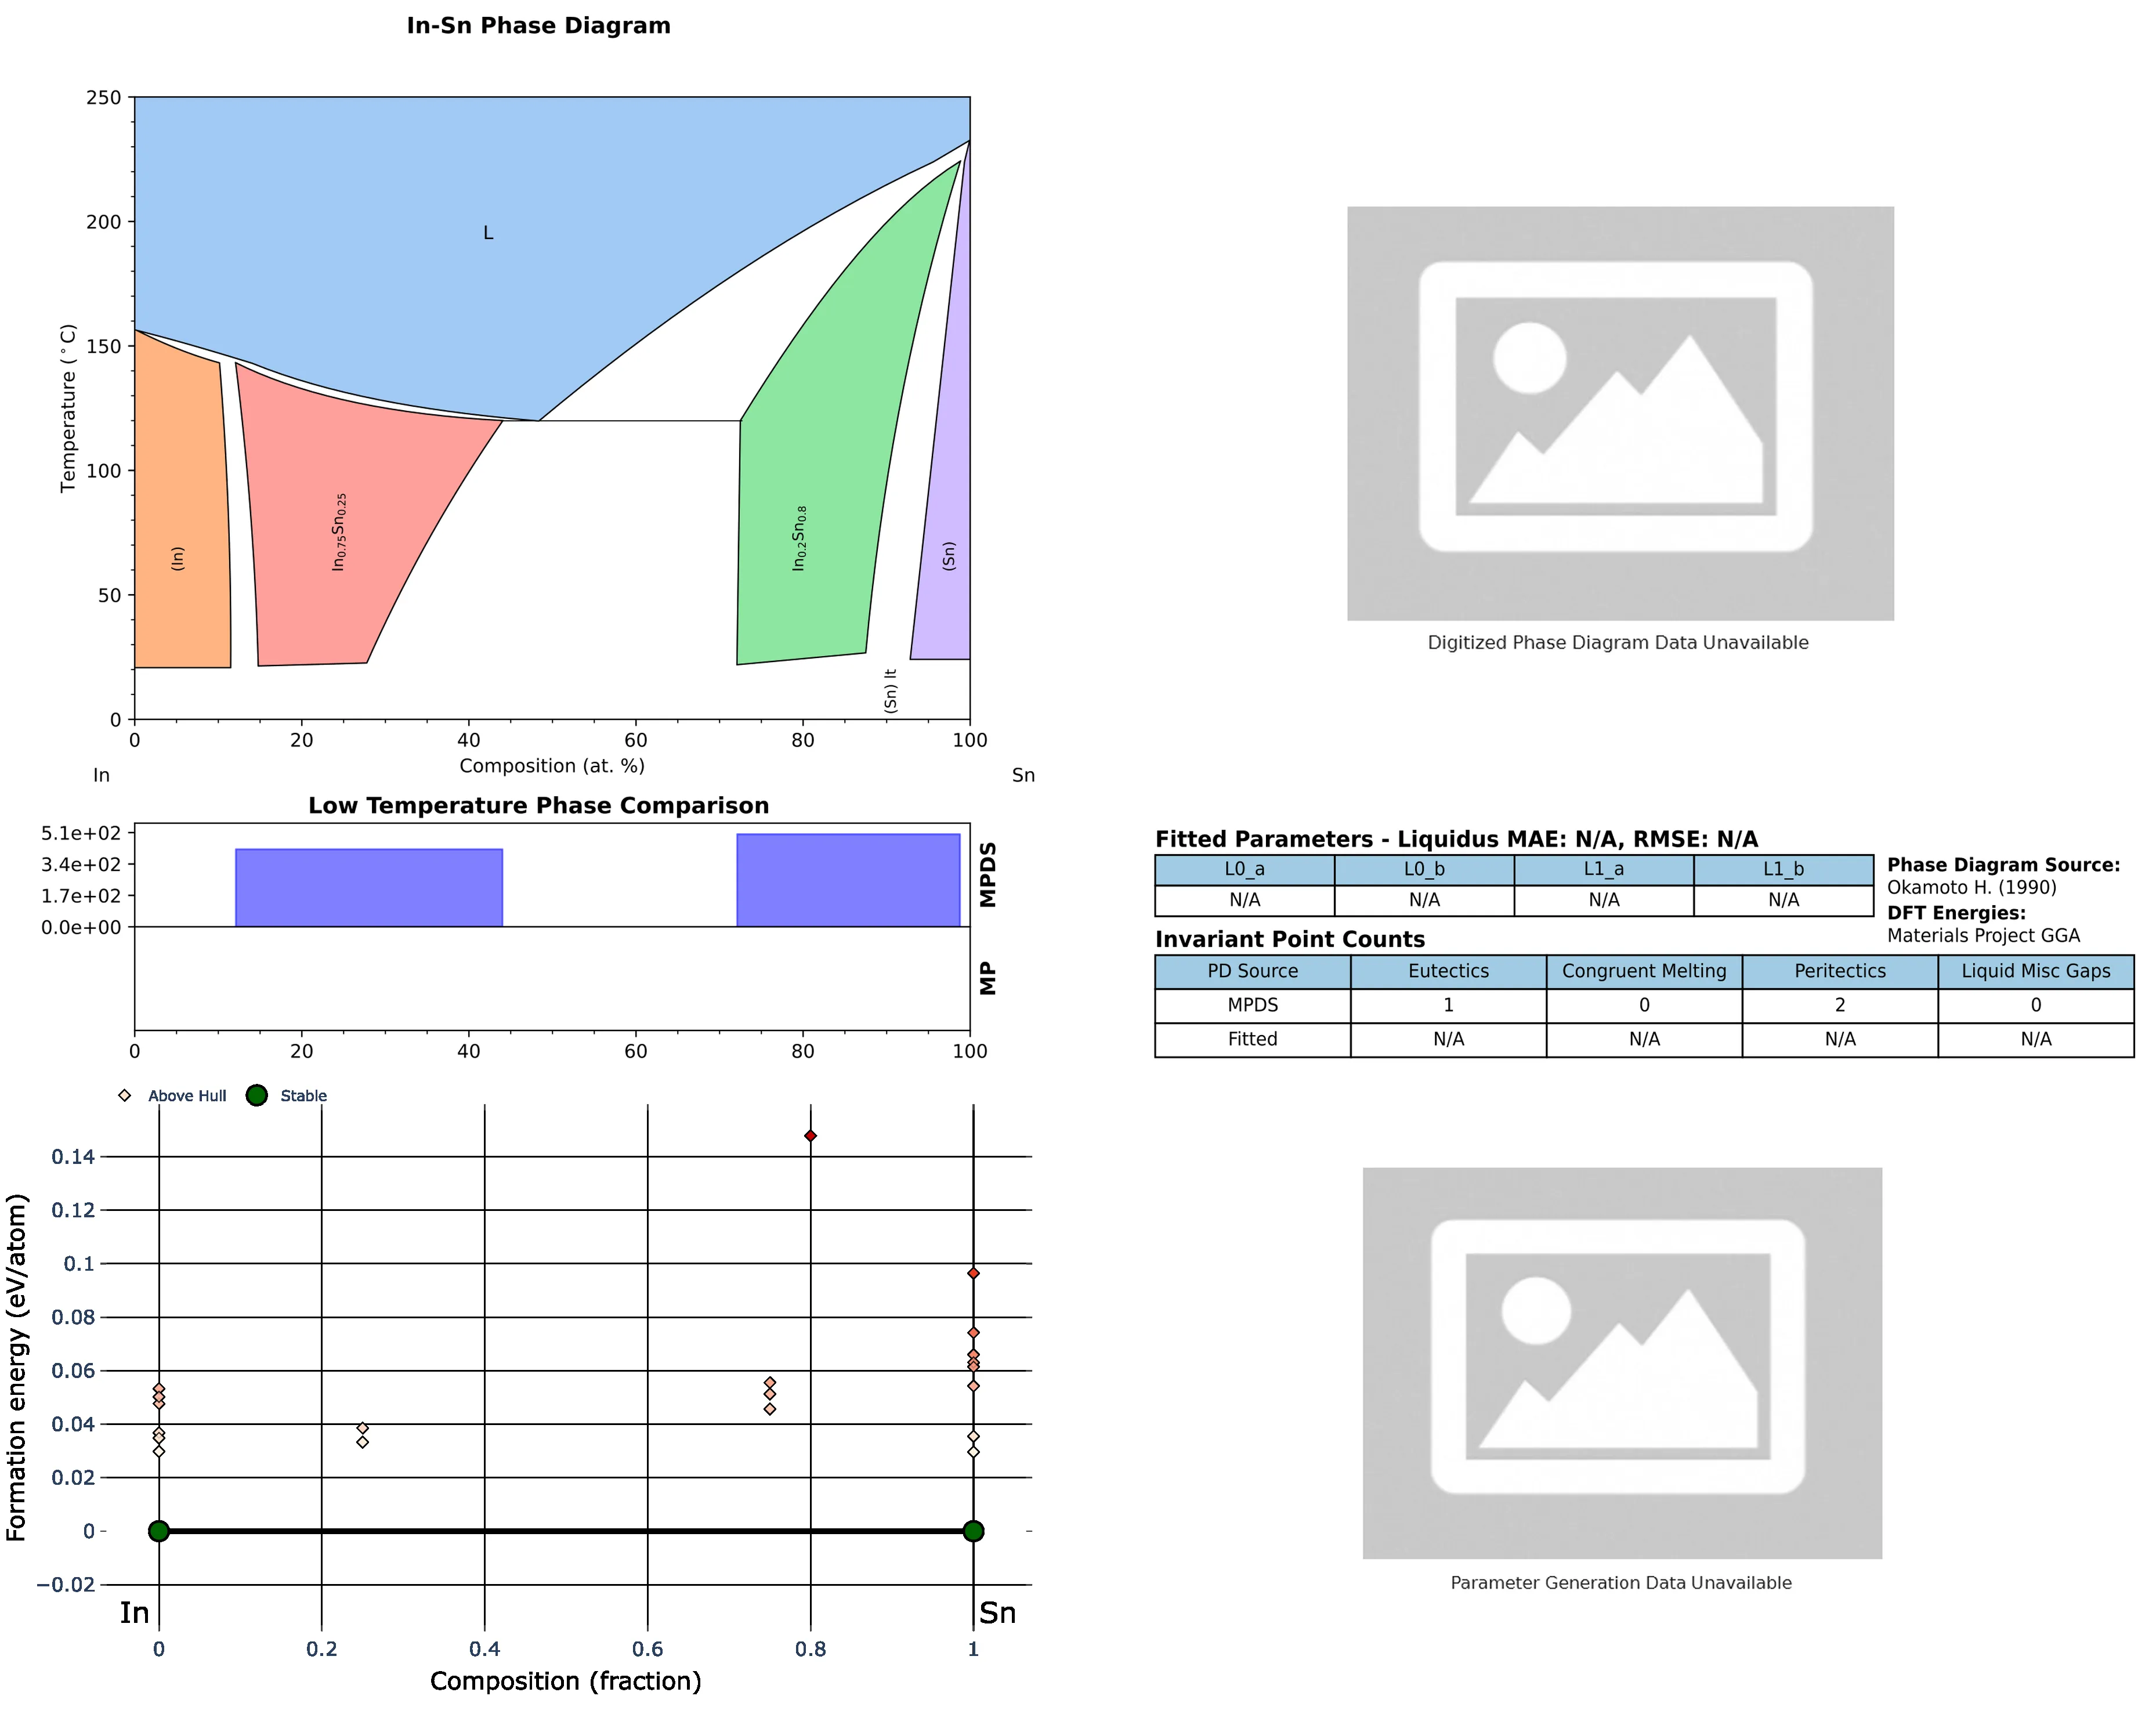 In-Sn Phase Diagram
250
200
150
100
50
0
Temperature (°C)
L
(In)
In0.75Sn0.25
In0.2Sn0.8
(Sn)
(Sn) lt
0 20 40 60 80 100
Composition (at. %)
In Sn
Digitized Phase Diagram Data Unavailable
Low Temperature Phase Comparison
5.1e+02
3.4e+02
1.7e+02
0.0e+00
MPDS
MP
0 20 40 60 80 100
Fitted Parameters - Liquidus MAE: N/A, RMSE: N/A
L0_a L0_b L1_a L1_b
N/A N/A N/A N/A
Phase Diagram Source:
Okamoto H. (1990)
DFT Energies:
Materials Project GGA
Invariant Point Counts
PD Source Eutectics Congruent Melting Peritectics Liquid Misc Gaps
MPDS 1 0 2 0
Fitted N/A N/A N/A N/A
Above Hull Stable
0.14
0.12
0.1
0.08
0.06
0.04
0.02
0
−0.02
Formation energy (eV/atom)
In Sn
0 0.2 0.4 0.6 0.8 1
Composition (fraction)
Parameter Generation Data Unavailable